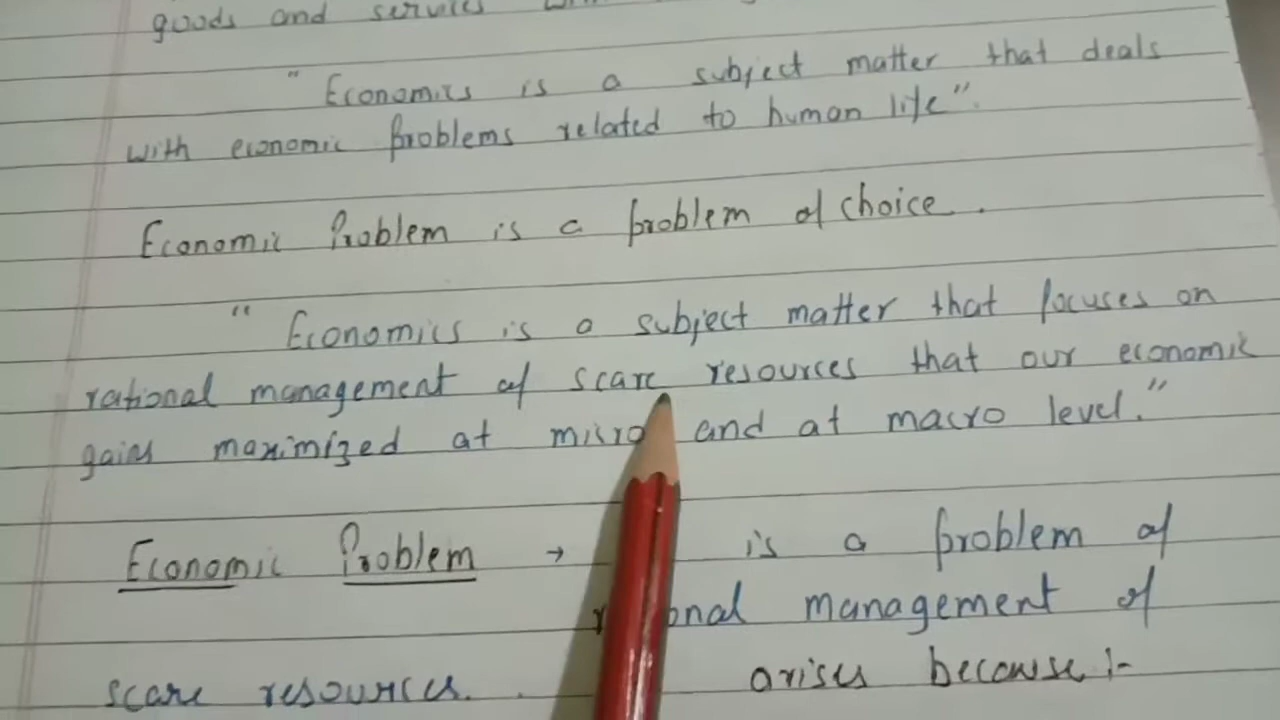 goods and services
" Economics is a subject matter that deals
with economic problems related to human life".
Economic Problem is a problem of choice.
" Economics is a subject matter that focuses on
rational management of scarc resources that our economic
gains maximized at micro and at macro level."
Economic Problem → is a problem of
management of
scare resources. arises because :-